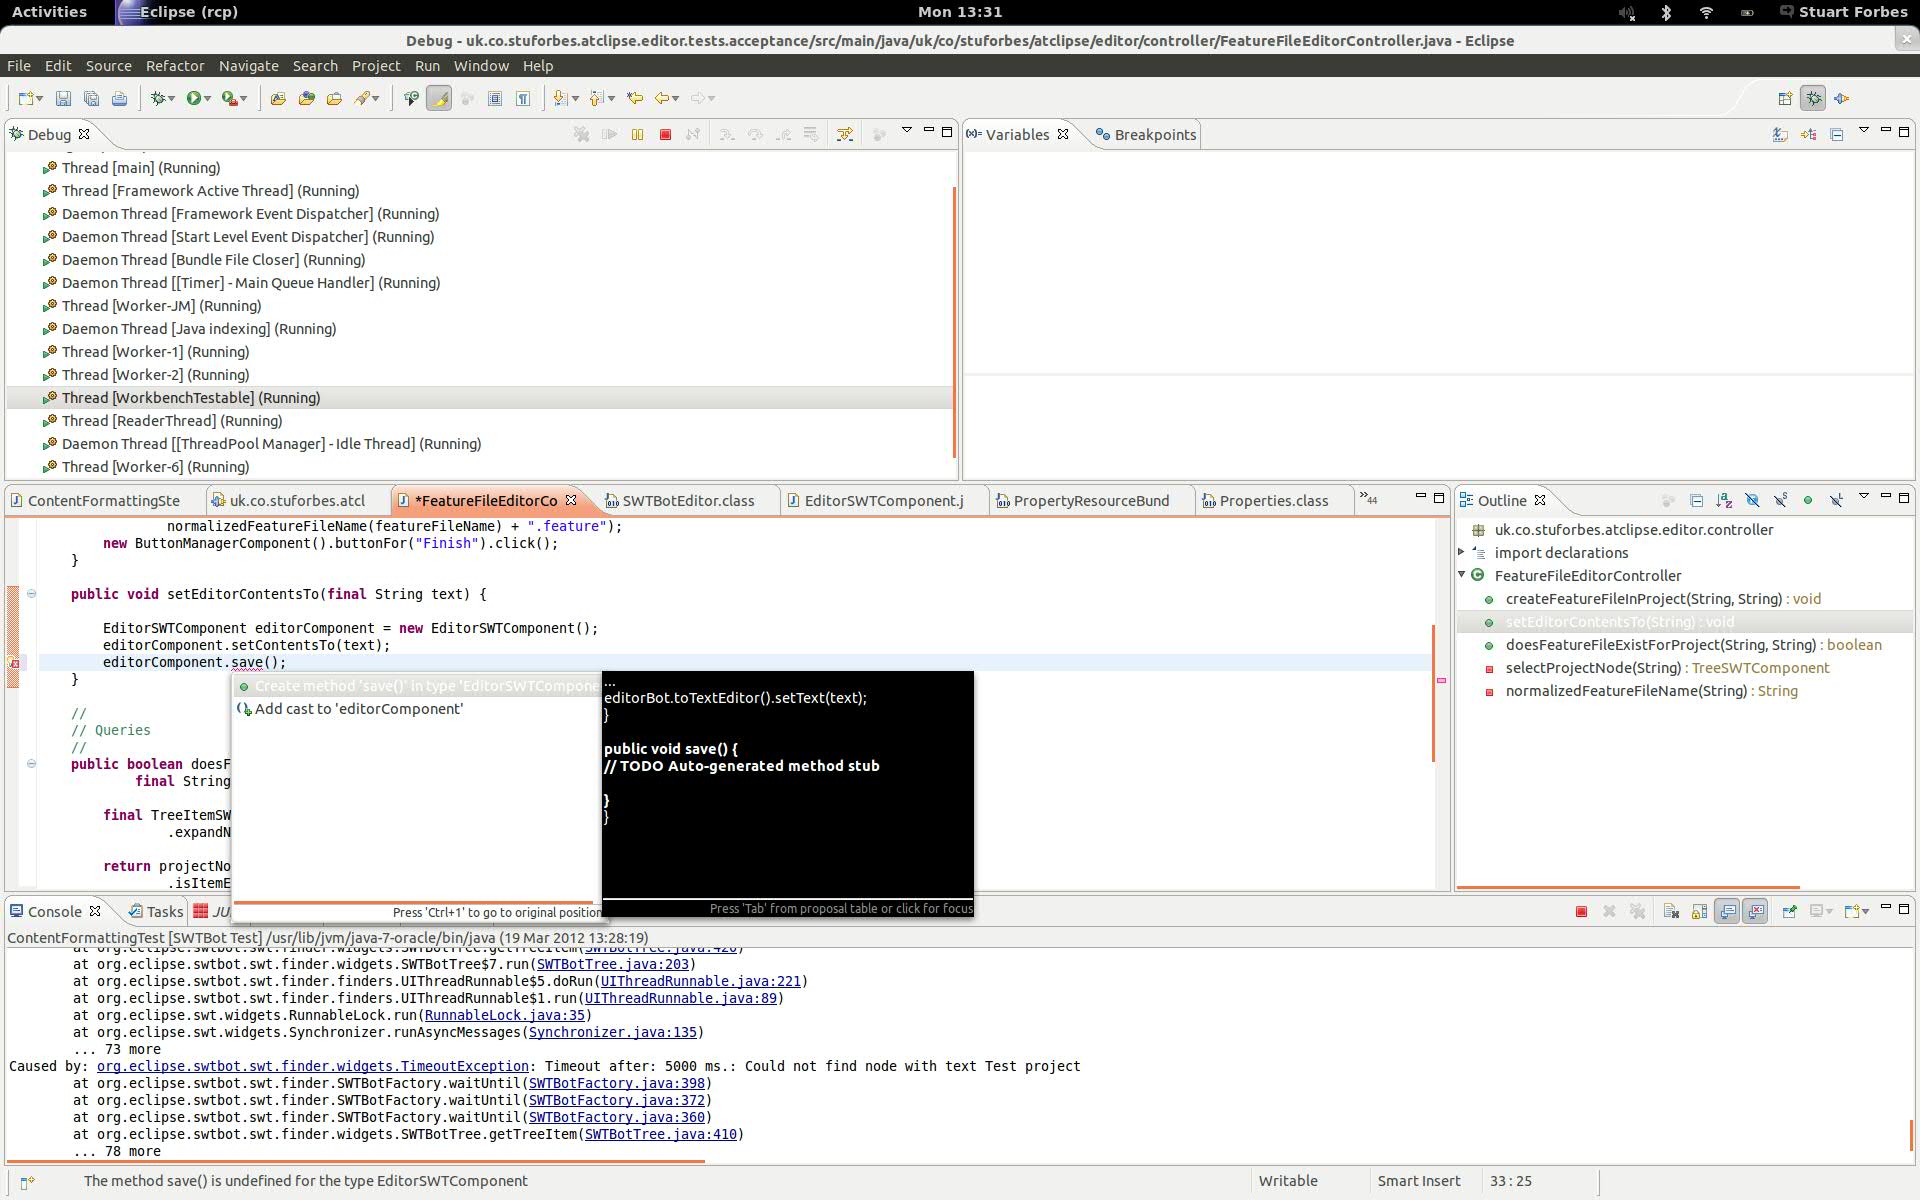 Activities
Eclipse (rcp)
Mon 13:31
Stuart Forbes
Debug - uk.co.stuforbes.atclipse.editor.tests.acceptance/src/main/java/uk/co/stuforbes/atclipse/editor/controller/FeatureFileEditorController.java - Eclipse
File Edit Source Refactor Navigate Search Project Run Window Help
Debug
Thread [main] (Running)
Thread [Framework Active Thread] (Running)
Daemon Thread [Framework Event Dispatcher] (Running)
Daemon Thread [Start Level Event Dispatcher] (Running)
Daemon Thread [Bundle File Closer] (Running)
Daemon Thread [[Timer] - Main Queue Handler] (Running)
Thread [Worker-JM] (Running)
Daemon Thread [Java indexing] (Running)
Thread [Worker-1] (Running)
Thread [Worker-2] (Running)
Thread [WorkbenchTestable] (Running)
Thread [ReaderThread] (Running)
Daemon Thread [[ThreadPool Manager] - Idle Thread] (Running)
Thread [Worker-6] (Running)
(x)= Variables
Breakpoints
ContentFormattingSte
uk.co.stuforbes.atcl
*FeatureFileEditorCo
SWTBotEditor.class
EditorSWTComponent.j
PropertyResourceBund
Properties.class
»44
normalizedFeatureFileName(featureFileName) + ".feature");
new ButtonManagerComponent().buttonFor("Finish").click();
}
public void setEditorContentsTo(final String text) {
EditorSWTComponent editorComponent = new EditorSWTComponent();
editorComponent.setContentsTo(text);
editorComponent.save();
}
//
// Queries
//
public boolean doesF
final String
final TreeItemSW
.expandN
return projectNo
.isItemE
Create method 'save()' in type 'EditorSWTCompone
Add cast to 'editorComponent'
Press 'Ctrl+1' to go to original position
...
editorBot.toTextEditor().setText(text);
}
public void save() {
// TODO Auto-generated method stub
}
}
Press 'Tab' from proposal table or click for focus
Outline
uk.co.stuforbes.atclipse.editor.controller
import declarations
FeatureFileEditorController
createFeatureFileInProject(String, String) : void
setEditorContentsTo(String) : void
doesFeatureFileExistForProject(String, String) : boolean
selectProjectNode(String) : TreeSWTComponent
normalizedFeatureFileName(String) : String
Console
Tasks
JU
ContentFormattingTest [SWTBot Test] /usr/lib/jvm/java-7-oracle/bin/java (19 Mar 2012 13:28:19)
at org.eclipse.swtbot.swt.finder.widgets.SWTBotTree.getTreeItem(SWTBotTree.java:420)
at org.eclipse.swtbot.swt.finder.widgets.SWTBotTree$7.run(SWTBotTree.java:203)
at org.eclipse.swtbot.swt.finder.finders.UIThreadRunnable$5.doRun(UIThreadRunnable.java:221)
at org.eclipse.swtbot.swt.finder.finders.UIThreadRunnable$1.run(UIThreadRunnable.java:89)
at org.eclipse.swt.widgets.RunnableLock.run(RunnableLock.java:35)
at org.eclipse.swt.widgets.Synchronizer.runAsyncMessages(Synchronizer.java:135)
... 73 more
Caused by: org.eclipse.swtbot.swt.finder.widgets.TimeoutException: Timeout after: 5000 ms.: Could not find node with text Test project
at org.eclipse.swtbot.swt.finder.SWTBotFactory.waitUntil(SWTBotFactory.java:398)
at org.eclipse.swtbot.swt.finder.SWTBotFactory.waitUntil(SWTBotFactory.java:372)
at org.eclipse.swtbot.swt.finder.SWTBotFactory.waitUntil(SWTBotFactory.java:360)
at org.eclipse.swtbot.swt.finder.widgets.SWTBotTree.getTreeItem(SWTBotTree.java:410)
... 78 more
The method save() is undefined for the type EditorSWTComponent
Writable
Smart Insert
33 : 25